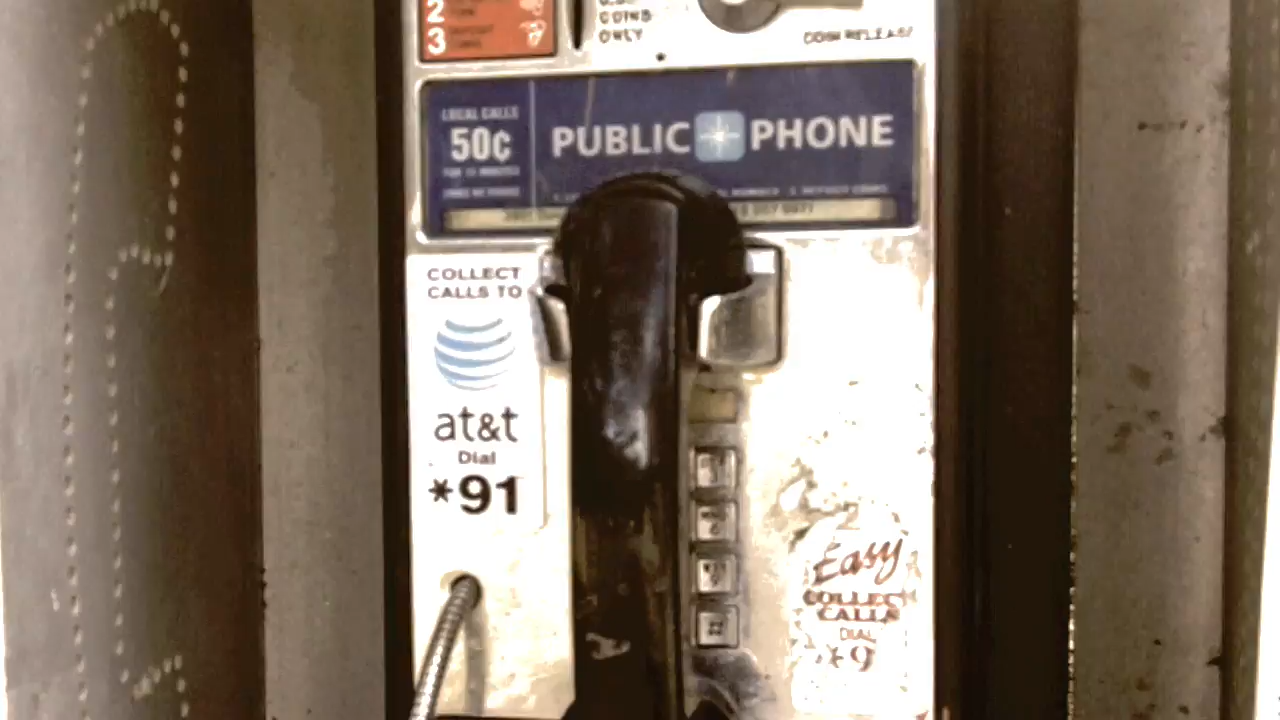 2
3
COINS
ONLY
COIN RELEASE
LOCAL CALLS
50¢
PUBLIC PHONE
COLLECT
CALLS TO
at&t
Dial
*91
#
Easy
COLLECT
CALLS
DIAL
*9